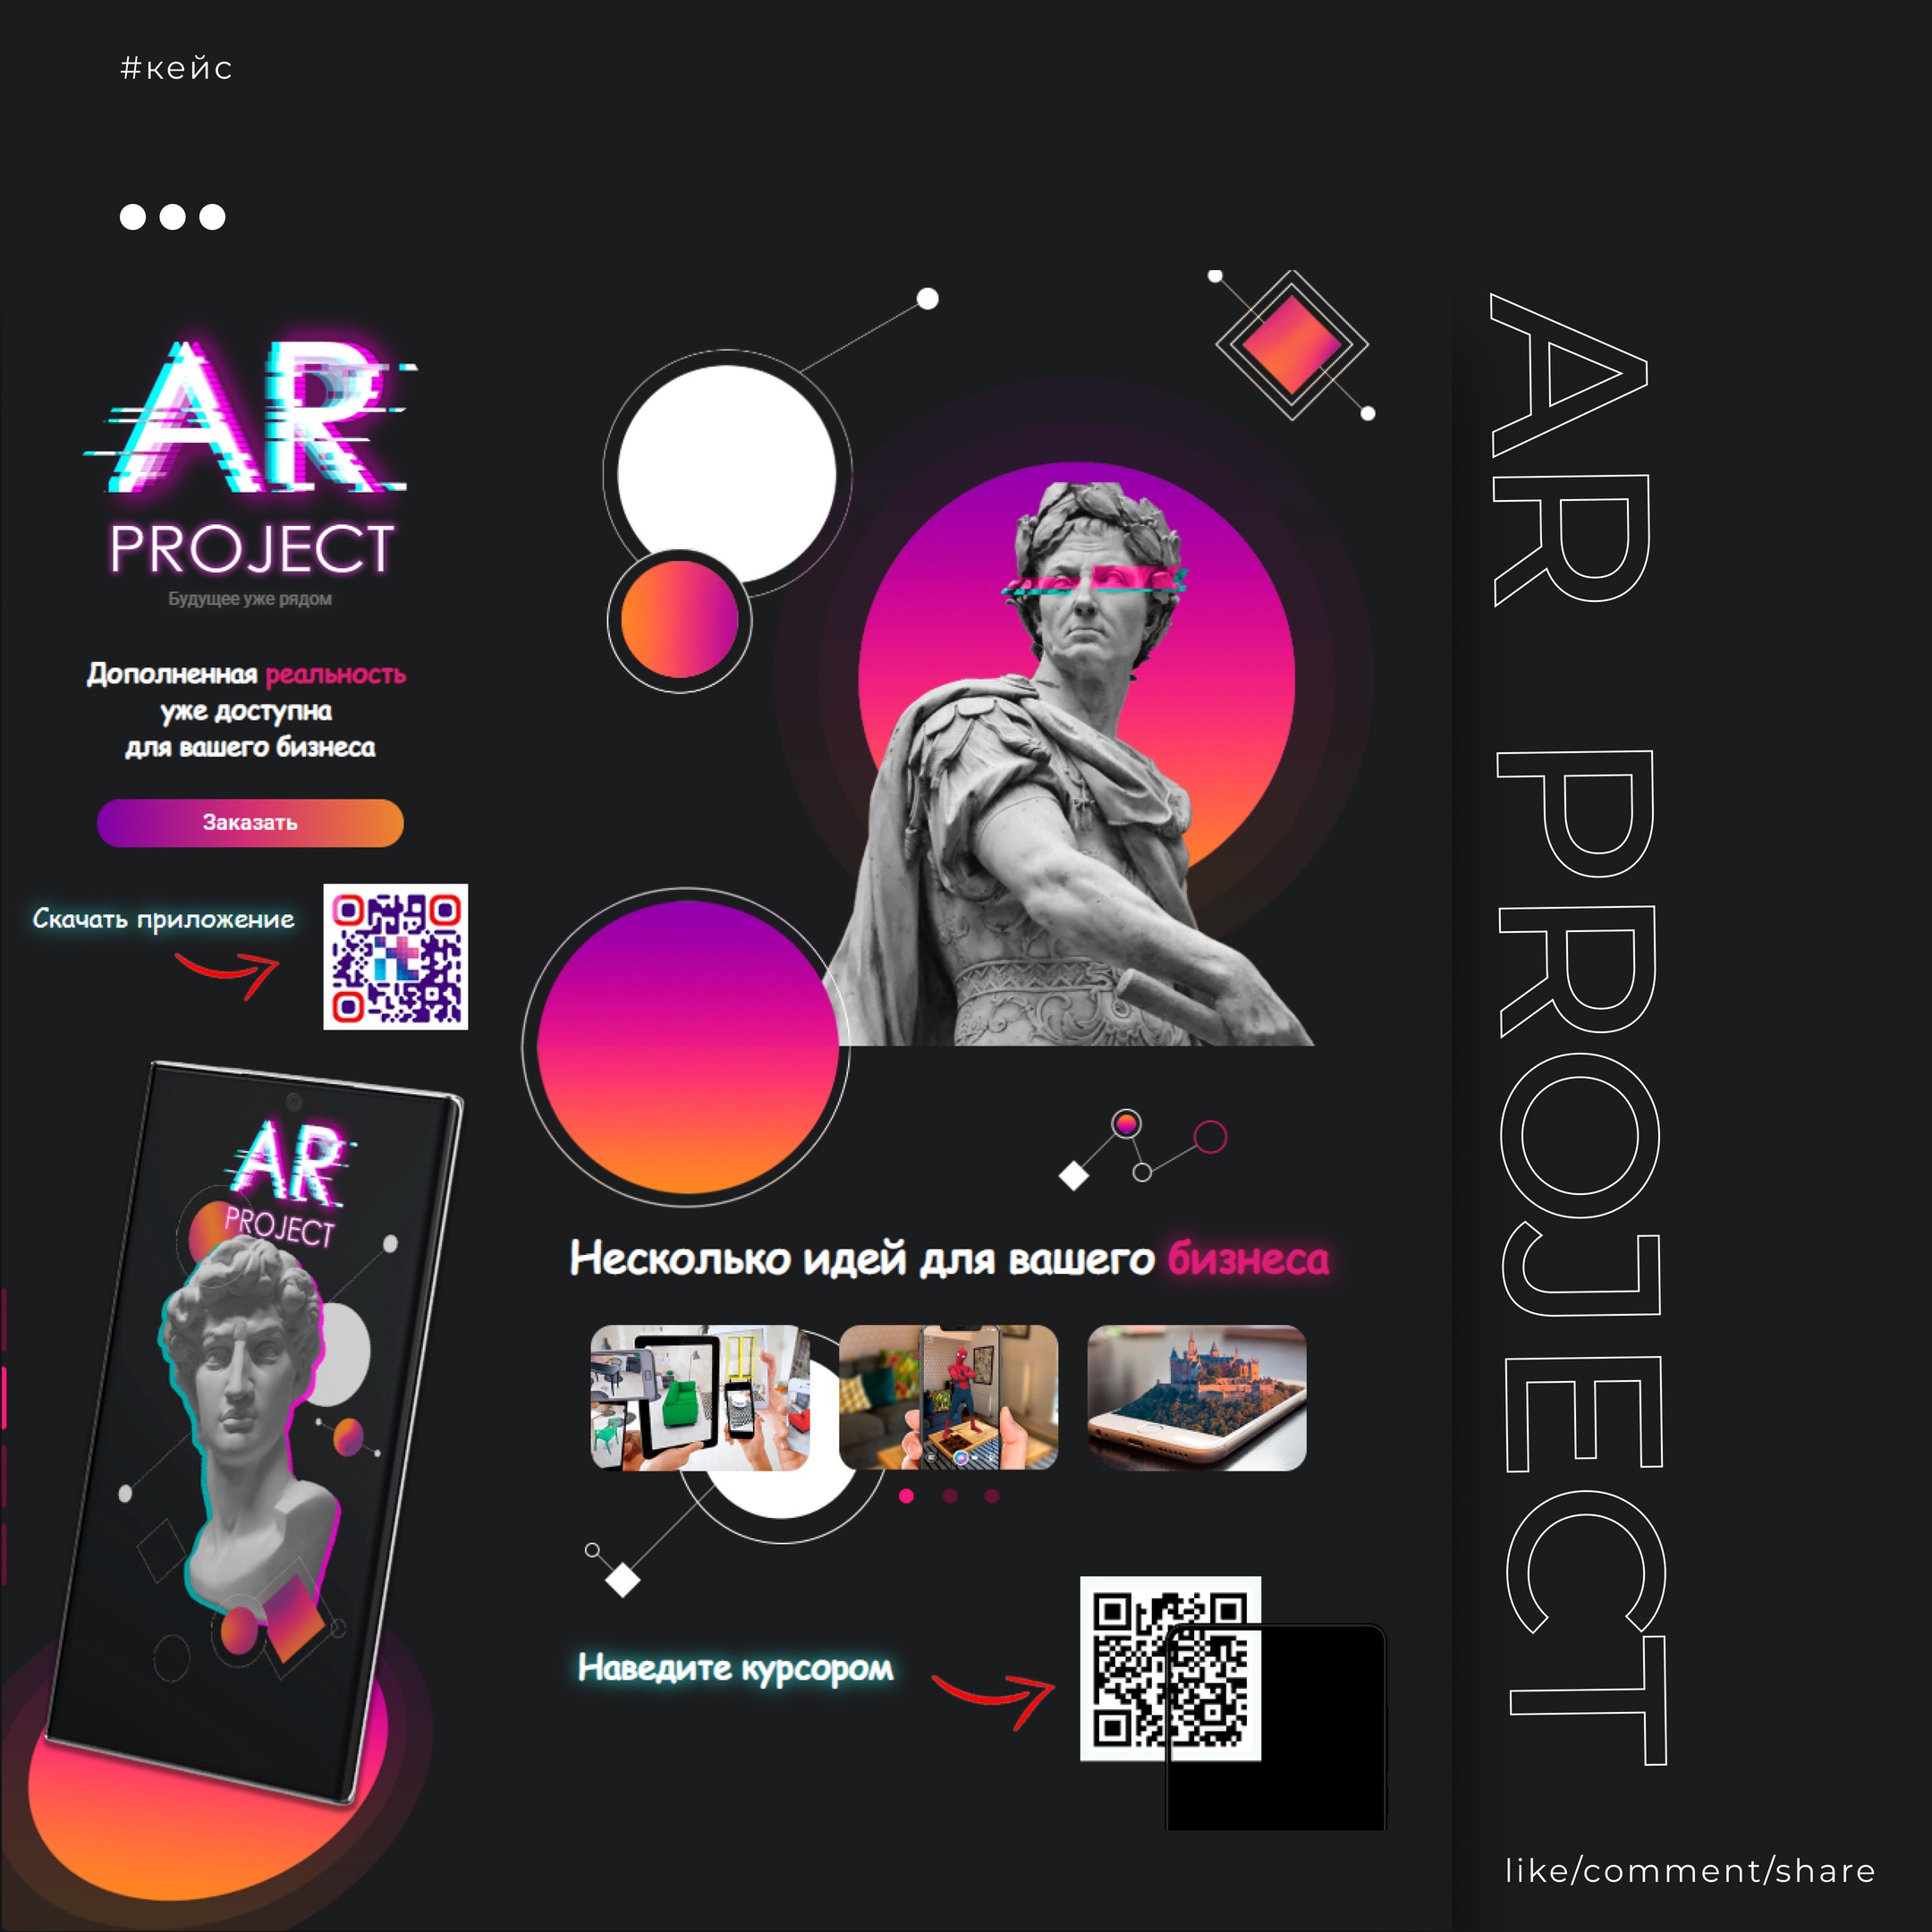 #кейс
AR
PROJECT
Будущее уже рядом
Дополненная реальность
уже доступна
для вашего бизнеса
Заказать
Скачать приложение
AR
PROJECT
Несколько идей для вашего бизнеса
Наведите курсором
AR PROJECT
like/comment/share